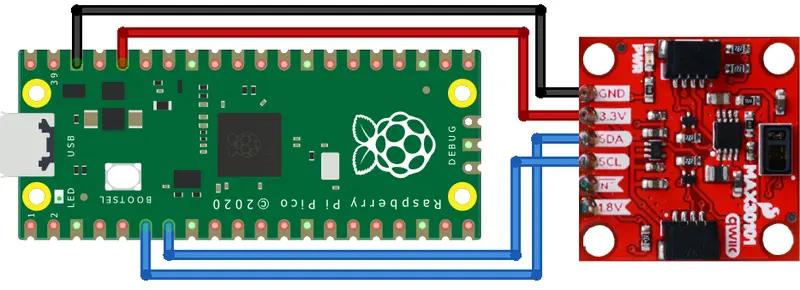 39
USB
DEBUG
LED
BOOTSEL
1
2
Raspberry Pi Pico ©2020
PWR
GND
3.3V
SDA
SCL
INT
1.8V
MAX30101
qwiic